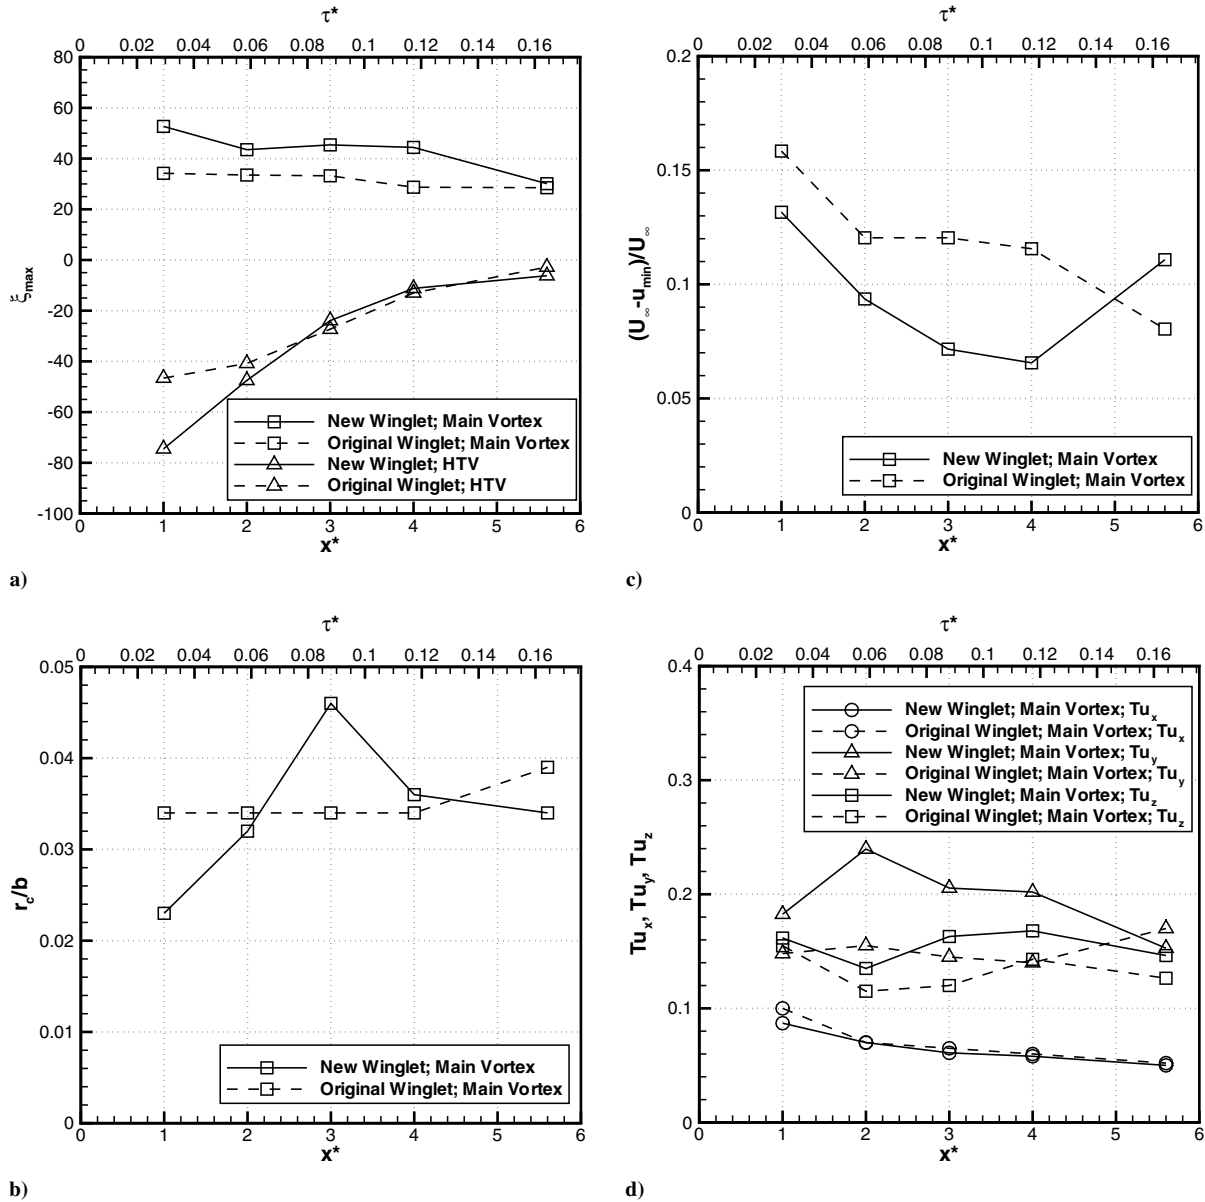 τ*
0 0.02 0.04 0.06 0.08 0.1 0.12 0.14 0.16
80
60
40
20
0
-20
-40
-60
-80
-100
ξmax
New Winglet; Main Vortex
Original Winglet; Main Vortex
New Winglet; HTV
Original Winglet; HTV
0 1 2 3 4 5 6
x*
a)
τ*
0 0.02 0.04 0.06 0.08 0.1 0.12 0.14 0.16
0.2
0.15
0.1
0.05
0
(U∞-umin)/U∞
New Winglet; Main Vortex
Original Winglet; Main Vortex
0 1 2 3 4 5 6
x*
c)
τ*
0 0.02 0.04 0.06 0.08 0.1 0.12 0.14 0.16
0.05
0.04
0.03
0.02
0.01
0
rc/b
New Winglet; Main Vortex
Original Winglet; Main Vortex
0 1 2 3 4 5 6
x*
b)
τ*
0 0.02 0.04 0.06 0.08 0.1 0.12 0.14 0.16
0.4
0.3
0.2
0.1
0
Tux, Tuy, Tuz
New Winglet; Main Vortex; Tux
Original Winglet; Main Vortex; Tux
New Winglet; Main Vortex; Tuy
Original Winglet; Main Vortex; Tuy
New Winglet; Main Vortex; Tuz
Original Winglet; Main Vortex; Tuz
0 1 2 3 4 5 6
x*
d)